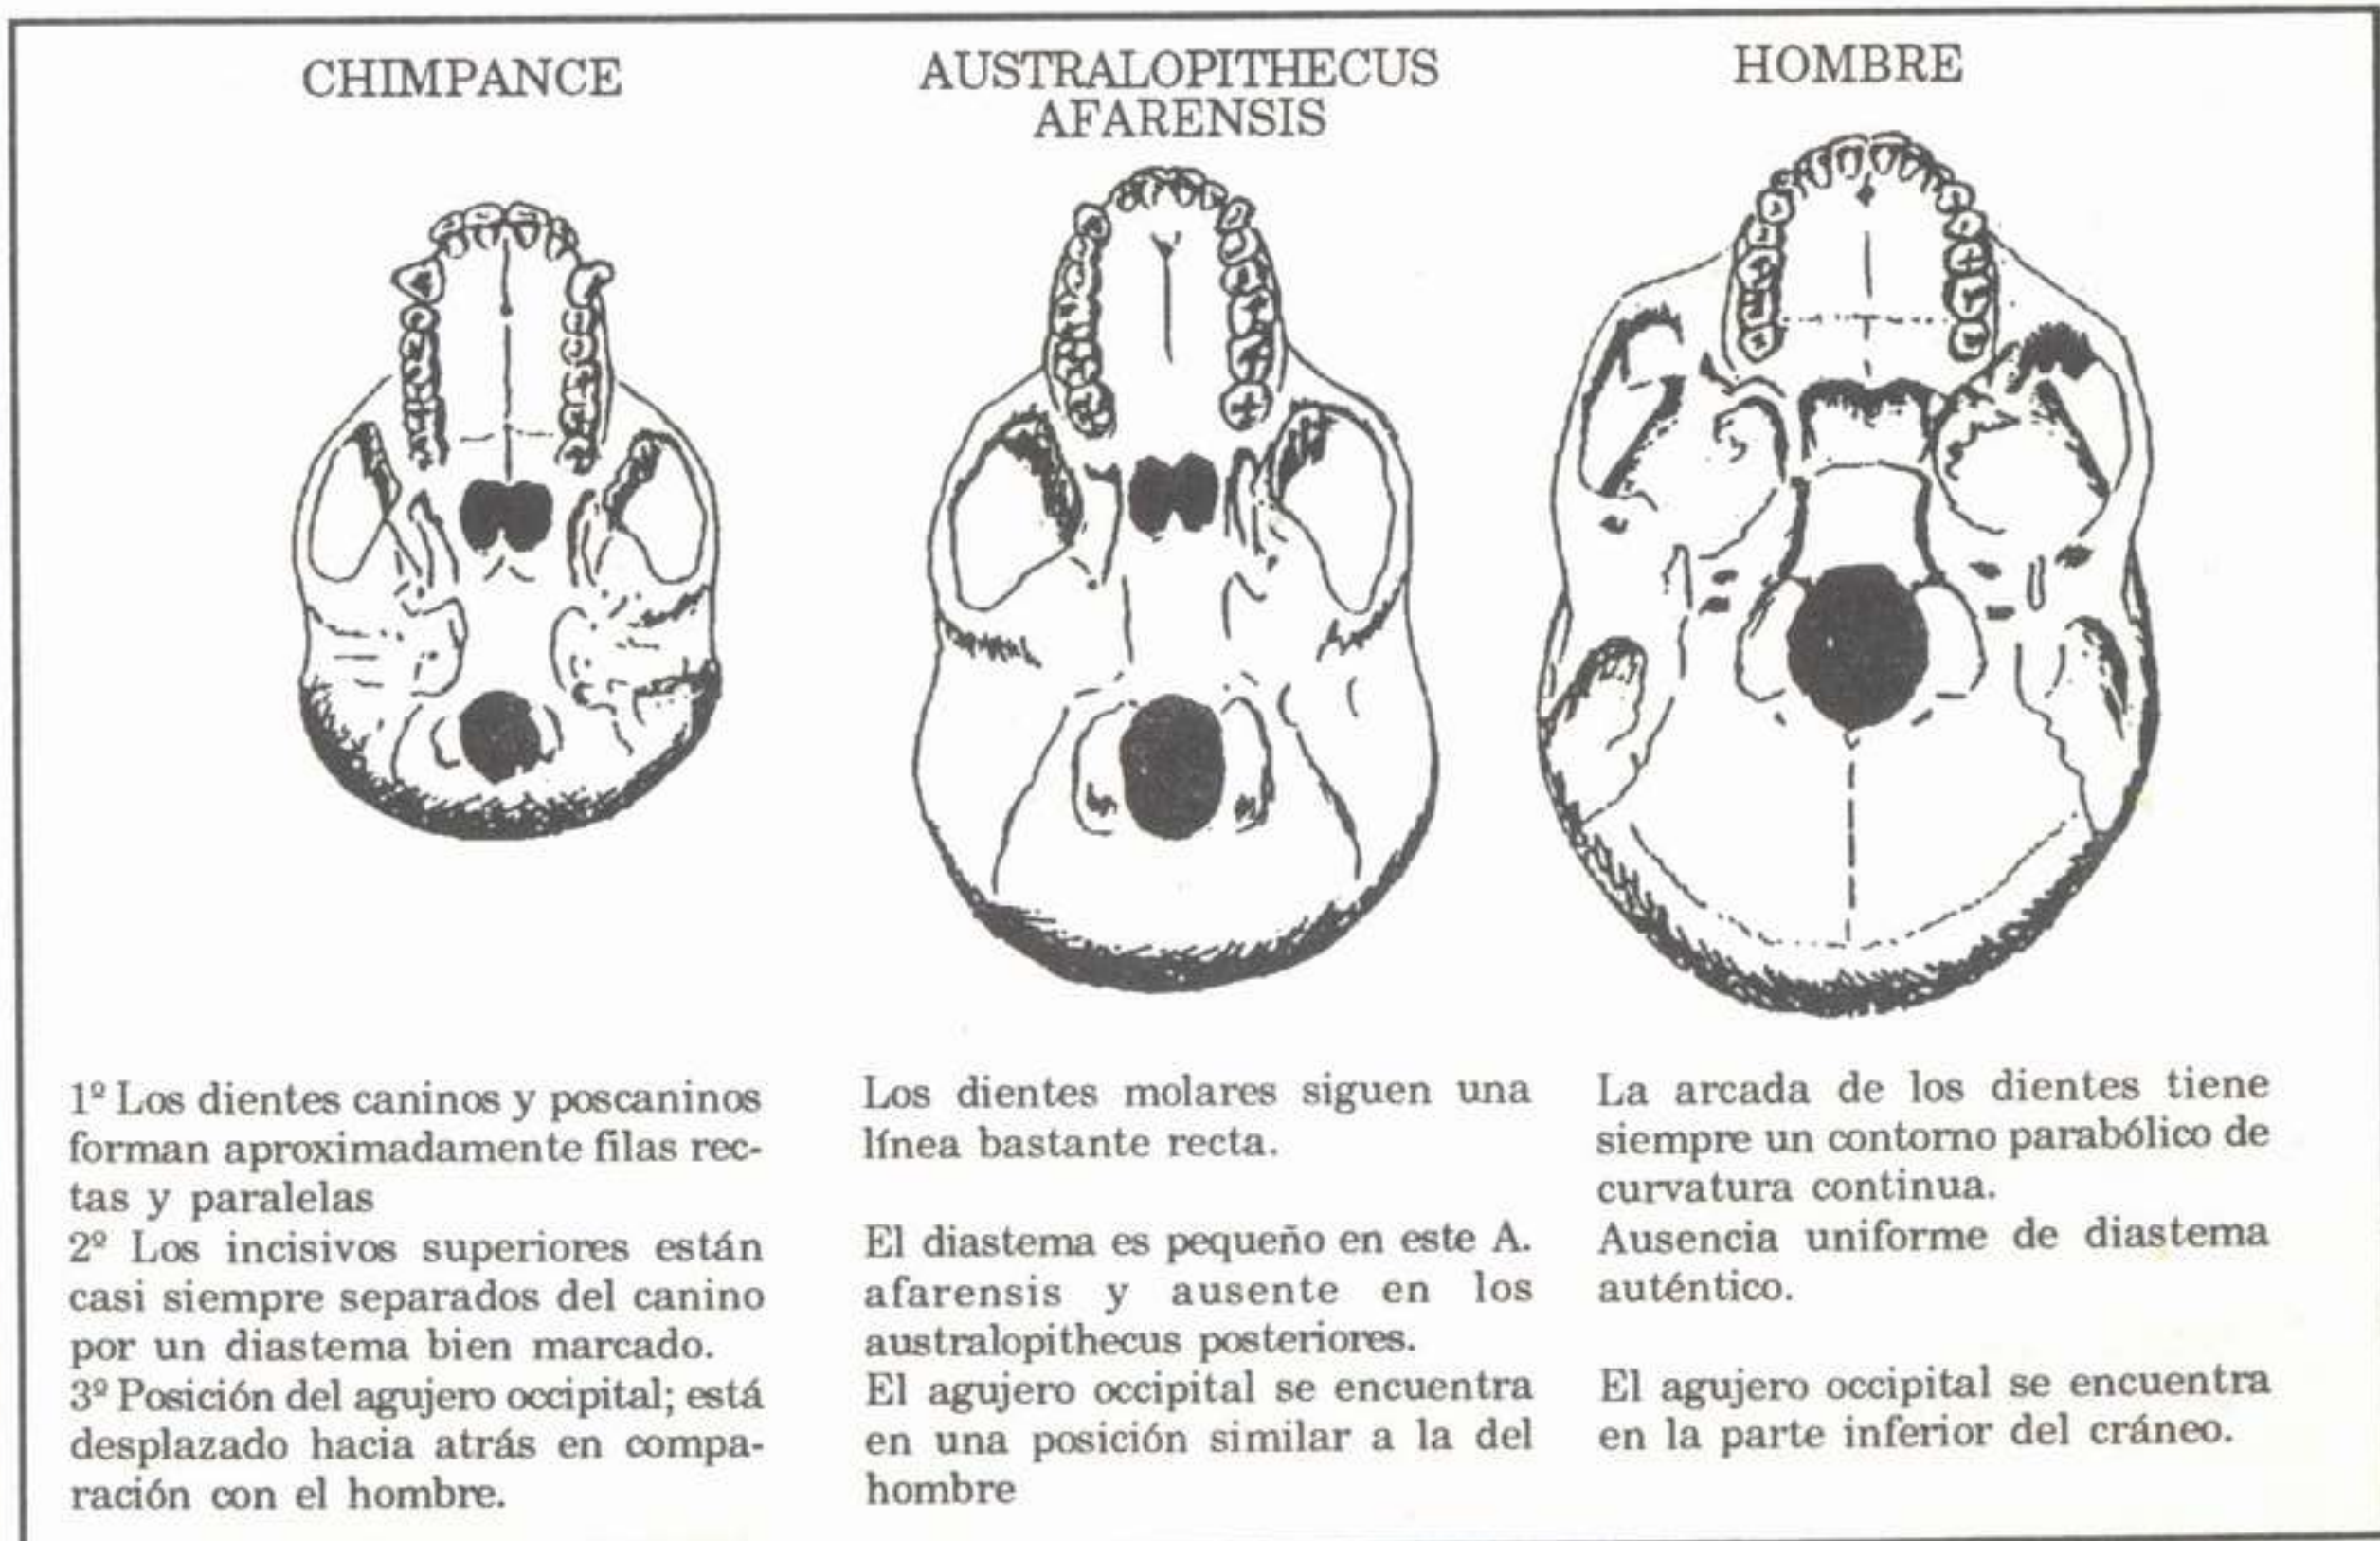 CHIMPANCE
AUSTRALOPITHECUS
AFARENSIS
HOMBRE
1º Los dientes caninos y poscaninos
forman aproximadamente filas rec-
tas y paralelas
2º Los incisivos superiores están
casi siempre separados del canino
por un diastema bien marcado.
3º Posición del agujero occipital; está
desplazado hacia atrás en compa-
ración con el hombre.
Los dientes molares siguen una
línea bastante recta.
El diastema es pequeño en este A.
afarensis y ausente en los
australopithecus posteriores.
El agujero occipital se encuentra
en una posición similar a la del
hombre
La arcada de los dientes tiene
siempre un contorno parabólico de
curvatura continua.
Ausencia uniforme de diastema
auténtico.
El agujero occipital se encuentra
en la parte inferior del cráneo.